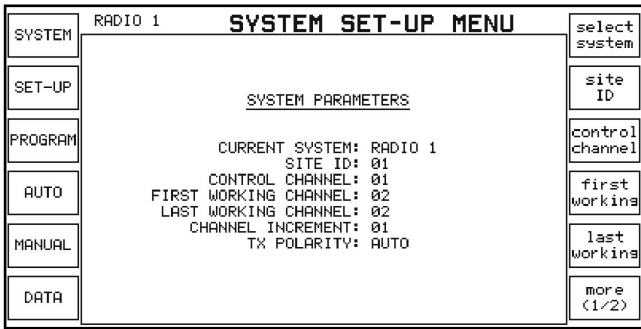 RADIO 1
SYSTEM SET-UP MENU
SYSTEM
SET-UP
PROGRAM
AUTO
MANUAL
DATA
SYSTEM PARAMETERS
CURRENT SYSTEM: RADIO 1
SITE ID: 01
CONTROL CHANNEL: 01
FIRST WORKING CHANNEL: 02
LAST WORKING CHANNEL: 02
CHANNEL INCREMENT: 01
TX POLARITY: AUTO
select
system
site
ID
control
channel
first
working
last
working
more
(1/2)